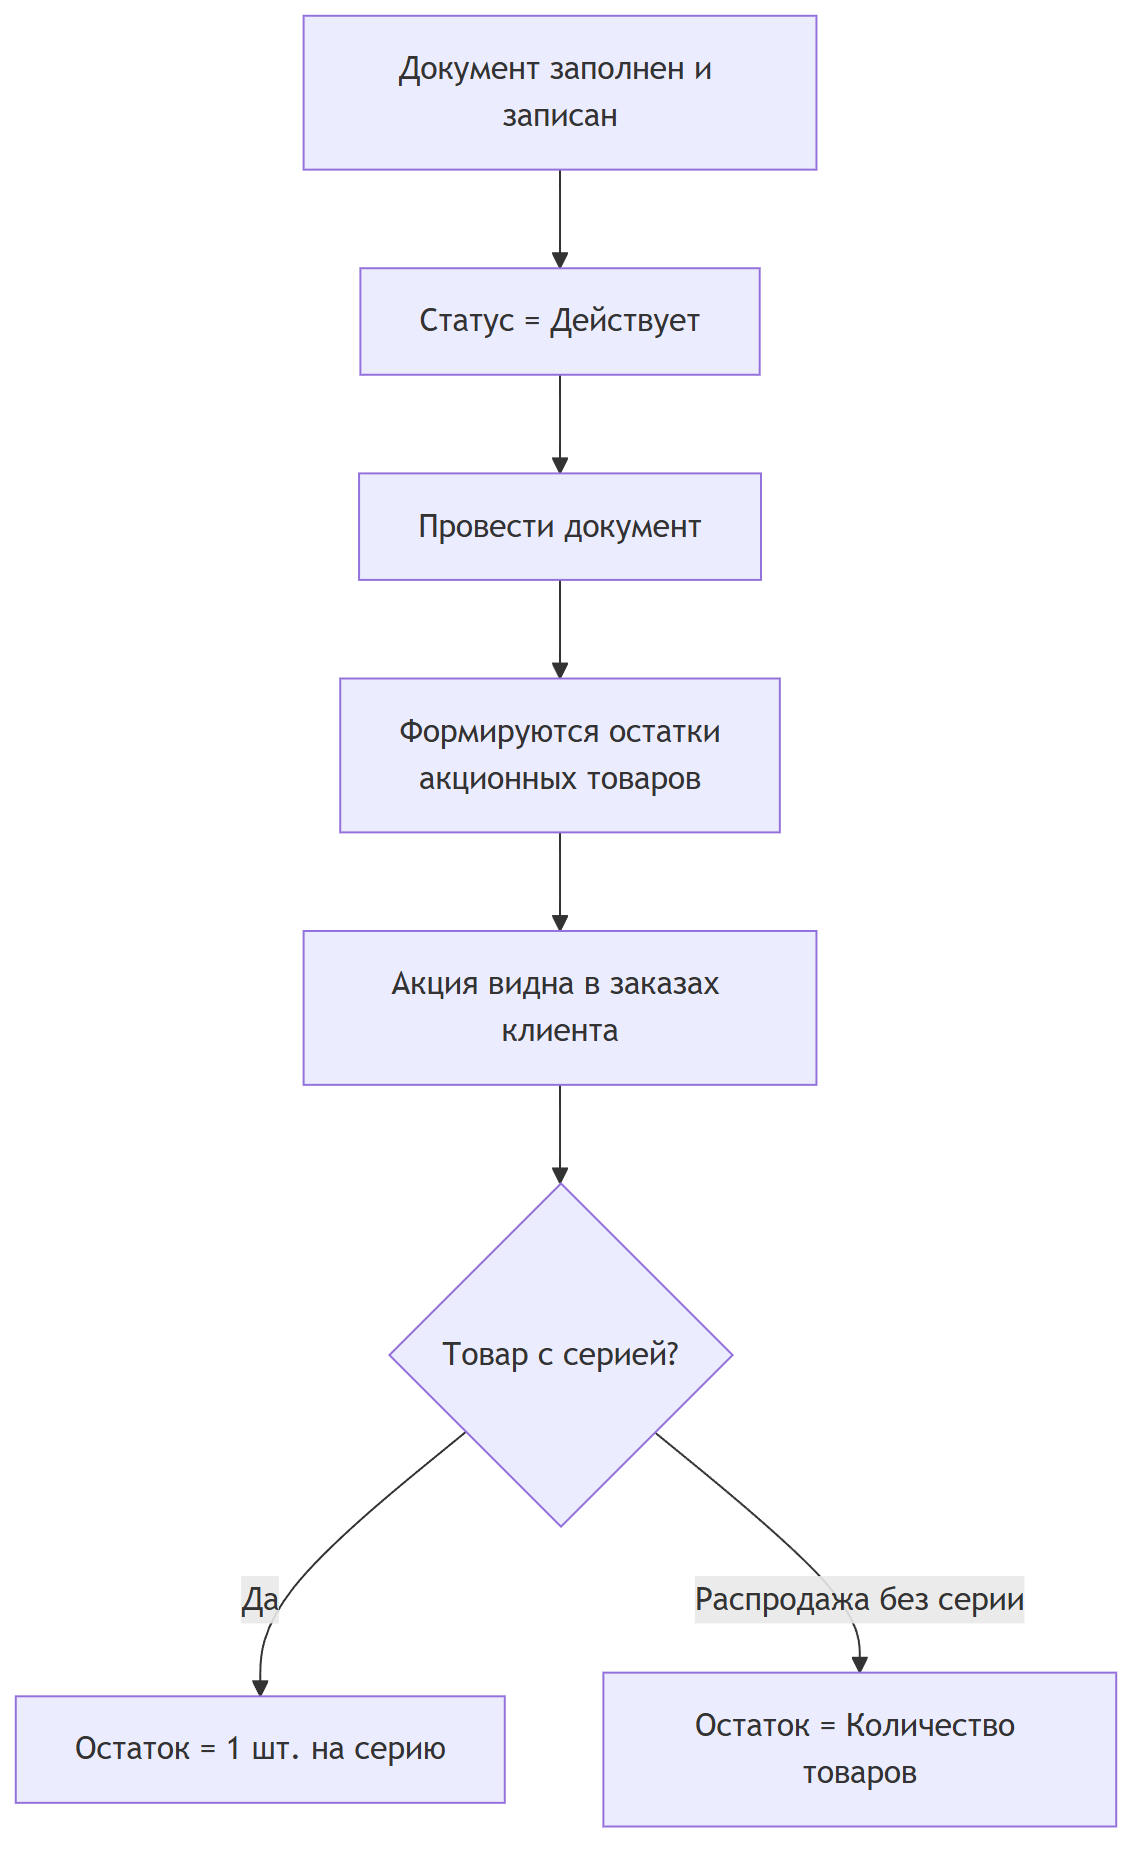 Документ заполнен и
записан
Статус = Действует
Провести документ
Формируются остатки
акционных товаров
Акция видна в заказах
клиента
Товар с серией?
Да
Распродажа без серии
Остаток = 1 шт. на серию
Остаток = Количество
товаров